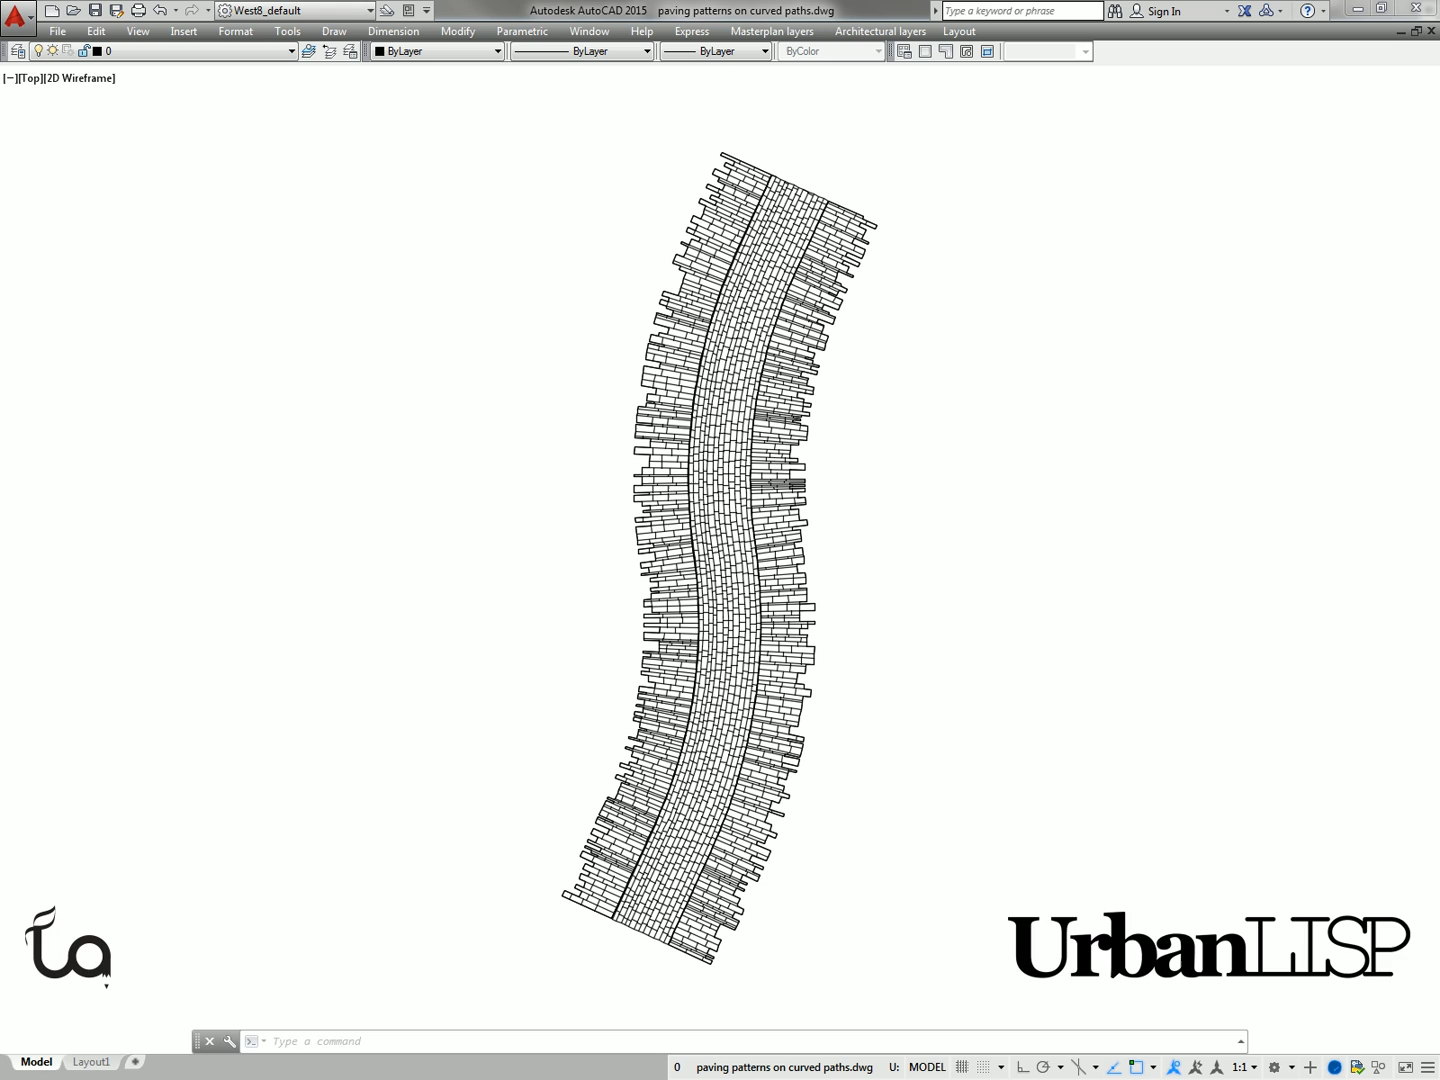 West8_default
Autodesk AutoCAD 2015 paving patterns on curved paths.dwg
Type a keyword or phrase
Sign In
File Edit View Insert Format Tools Draw Dimension Modify Parametric Window Help Express Masterplan layers Architectural layers Layout
0 ByLayer ByLayer ByLayer ByColor
[−][Top][2D Wireframe]
ta
UrbanLISP
Type a command
Model Layout1
0 paving patterns on curved paths.dwg U: MODEL 1:1